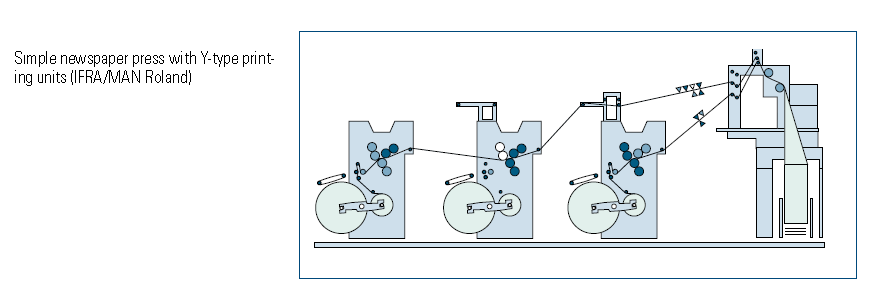 Simple newspaper press with Y-type print-
ing units (IFRA/MAN Roland)